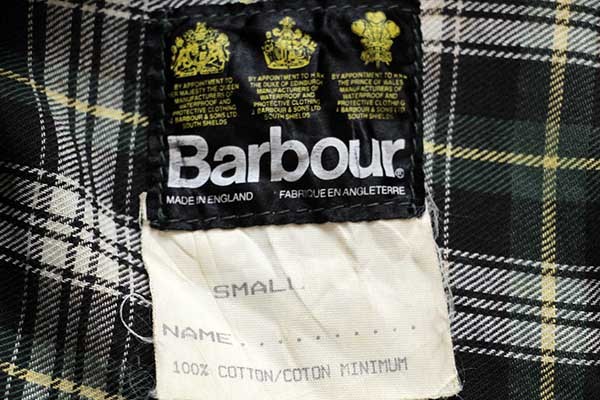 BY APPOINTMENT TO
HER MAJESTY THE QUEEN
MANUFACTURERS OF
WATERPROOF AND
PROTECTIVE CLOTHING
J. BARBOUR & SONS LTD
SOUTH SHIELDS
BY APPOINTMENT TO H.R.H.
THE DUKE OF EDINBURGH
MANUFACTURERS OF
WATERPROOF AND
PROTECTIVE CLOTHING
J. BARBOUR & SONS LTD
SOUTH SHIELDS
BY APPOINTMENT TO H.R.H.
THE PRINCE OF WALES
MANUFACTURERS OF
WATERPROOF AND
PROTECTIVE CLOTHING
J. BARBOUR & SONS LTD
SOUTH SHIELDS
Barbour®
MADE IN ENGLAND FABRIQUE EN ANGLETERRE
SMALL
NAME...........
100% COTTON/COTON MINIMUM